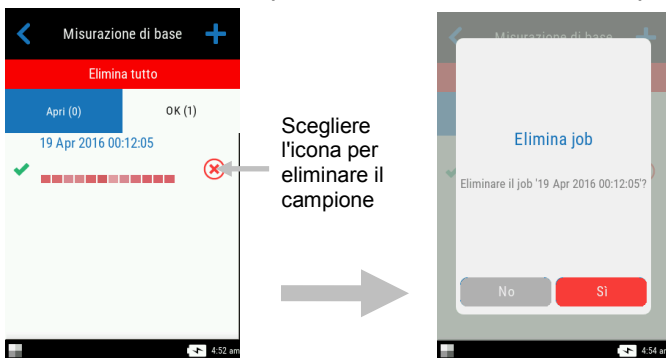 Misurazione di base
Elimina tutto
Apri (0)
OK (1)
19 Apr 2016 00:12:05
4:52 am
Scegliere
l'icona per
eliminare il
campione
Misurazione di base
Elimina job
Eliminare il job '19 Apr 2016 00:12:05'?
No
Sì
4:54 am